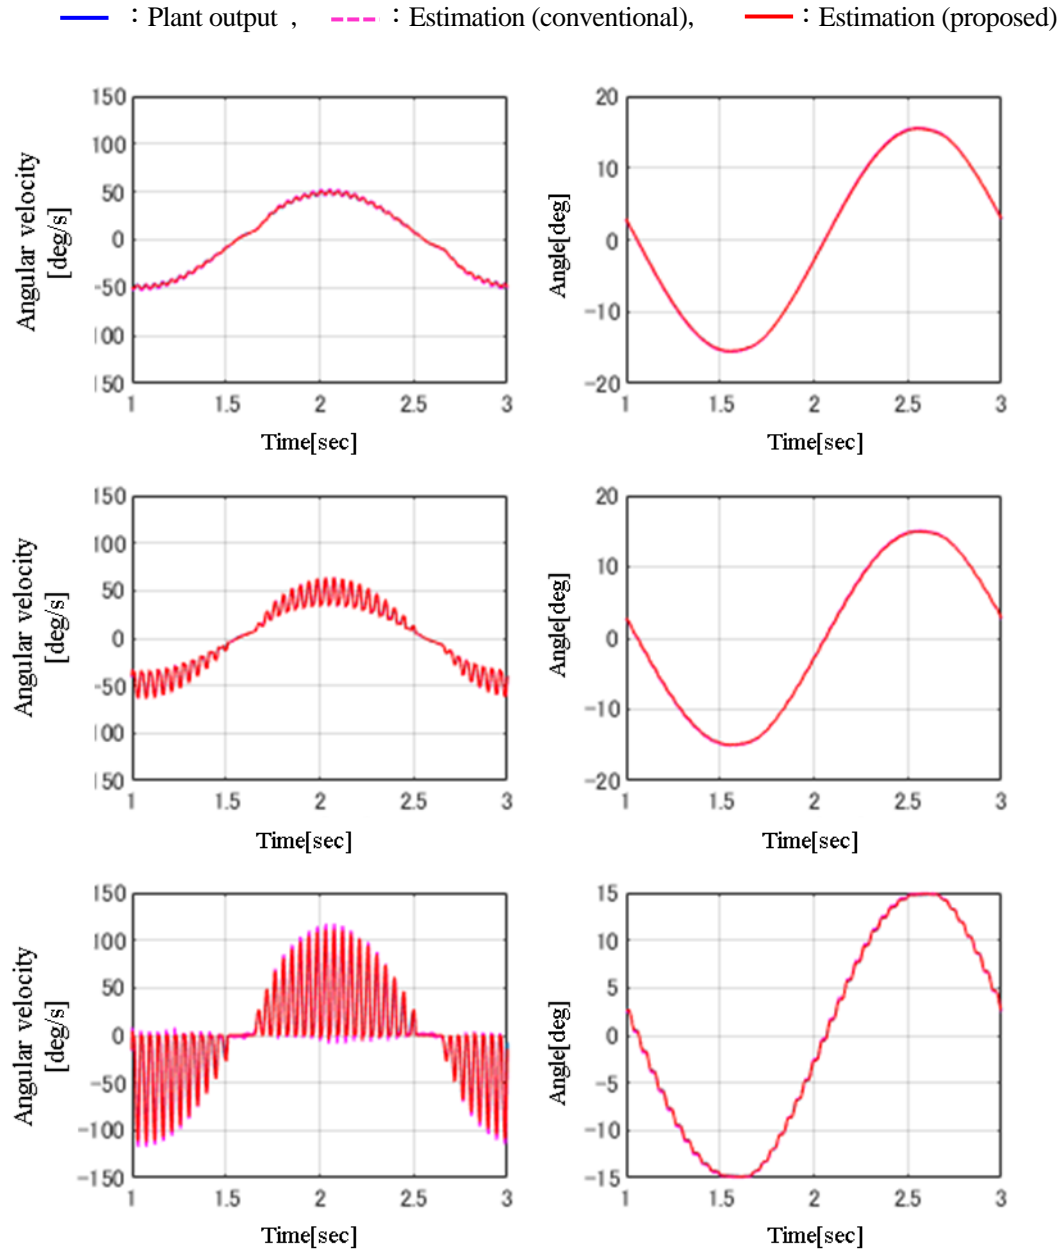 : Plant output , : Estimation (conventional), : Estimation (proposed)
150
100
50
0
-50
100
150
1 1.5 2 2.5 3
Angular velocity
[deg/s]
Time[sec]
20
10
0
-10
-20
1 1.5 2 2.5 3
Angle[deg]
Time[sec]
150
100
50
0
-50
100
150
1 1.5 2 2.5 3
Angular velocity
[deg/s]
Time[sec]
20
10
0
-10
-20
1 1.5 2 2.5 3
Angle[deg]
Time[sec]
150
100
50
0
-50
-100
-150
1 1.5 2 2.5 3
Angular velocity
[deg/s]
Time[sec]
15
10
5
0
-5
-10
-15
1 1.5 2 2.5 3
Angle[deg]
Time[sec]